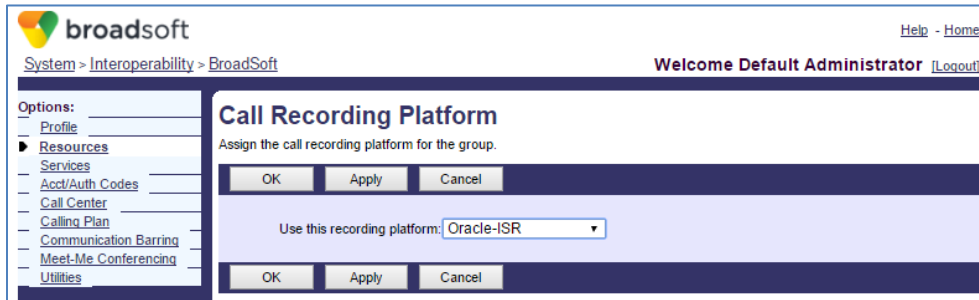 broadsoft
Help - Home
System > Interoperability > BroadSoft
Welcome Default Administrator [Logout]
Options:
Profile
Resources
Services
Acct/Auth Codes
Call Center
Calling Plan
Communication Barring
Meet-Me Conferencing
Utilities
Call Recording Platform
Assign the call recording platform for the group.
OK Apply Cancel
Use this recording platform: Oracle-ISR
OK Apply Cancel